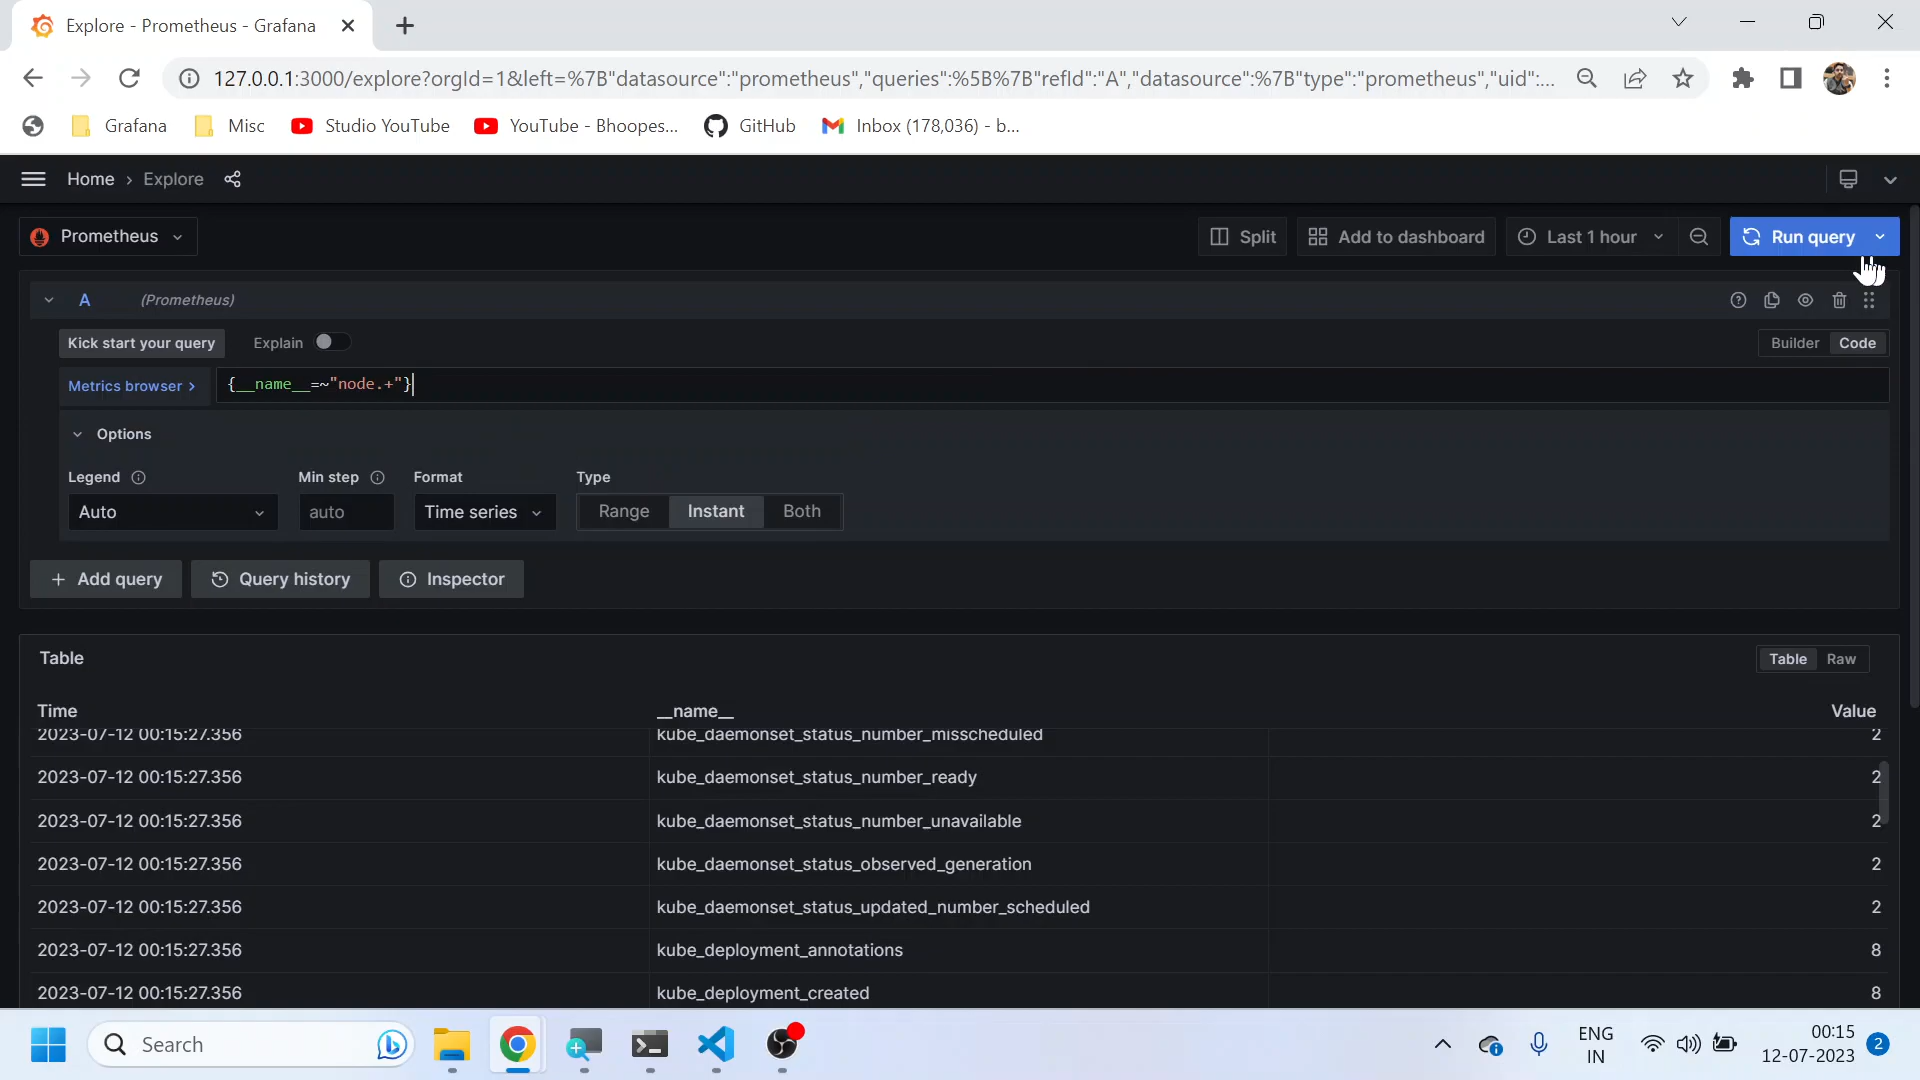 Explore - Prometheus - Grafana
127.0.0.1:3000/explore?orgId=1&left=%7B"datasource":"prometheus","queries":%5B%7B"refId":"A","datasource":%7B"type":"prometheus","uid":...
Grafana Misc Studio YouTube YouTube - Bhoopes... GitHub Inbox (178,036) - b...
Home › Explore
Prometheus Split Add to dashboard Last 1 hour Run query
A (Prometheus)
Kick start your query Explain Builder Code
Metrics browser > {__name__=~"node.+"}
Options
Legend Min step Format Type
Auto auto Time series Range Instant Both
+ Add query Query history Inspector
Table Table Raw
Time __name__ Value
2023-07-12 00:15:27.356 kube_daemonset_status_number_misscheduled 2
2023-07-12 00:15:27.356 kube_daemonset_status_number_ready 2
2023-07-12 00:15:27.356 kube_daemonset_status_number_unavailable 2
2023-07-12 00:15:27.356 kube_daemonset_status_observed_generation 2
2023-07-12 00:15:27.356 kube_daemonset_status_updated_number_scheduled 2
2023-07-12 00:15:27.356 kube_deployment_annotations 8
2023-07-12 00:15:27.356 kube_deployment_created 8
Search ENG 00:15
IN 12-07-2023 2